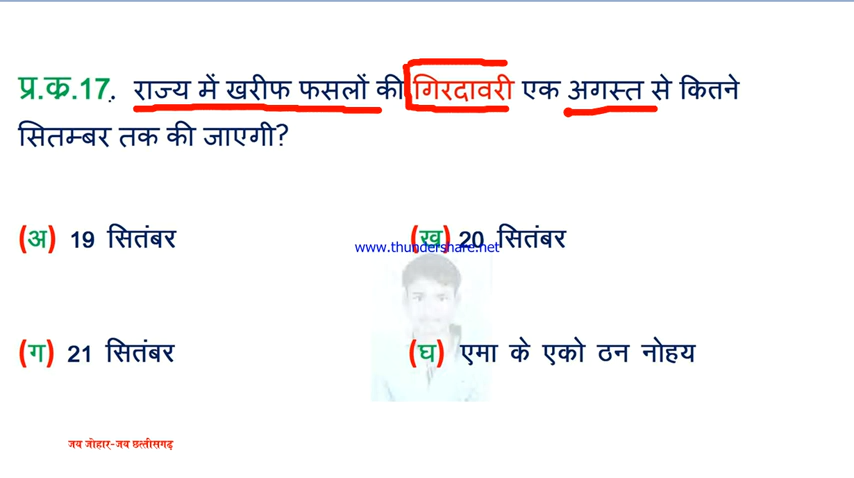 प्र.क.17. राज्य में खरीफ फसलों की गिरदावरी एक अगस्त से कितने
सितम्बर तक की जाएगी?
(अ) 19 सितंबर (ख) 20 सितंबर
www.thundershare.net
(ग) 21 सितंबर (घ) एमा के एको ठन नोहय
जय जोहार-जय छत्तीसगढ़